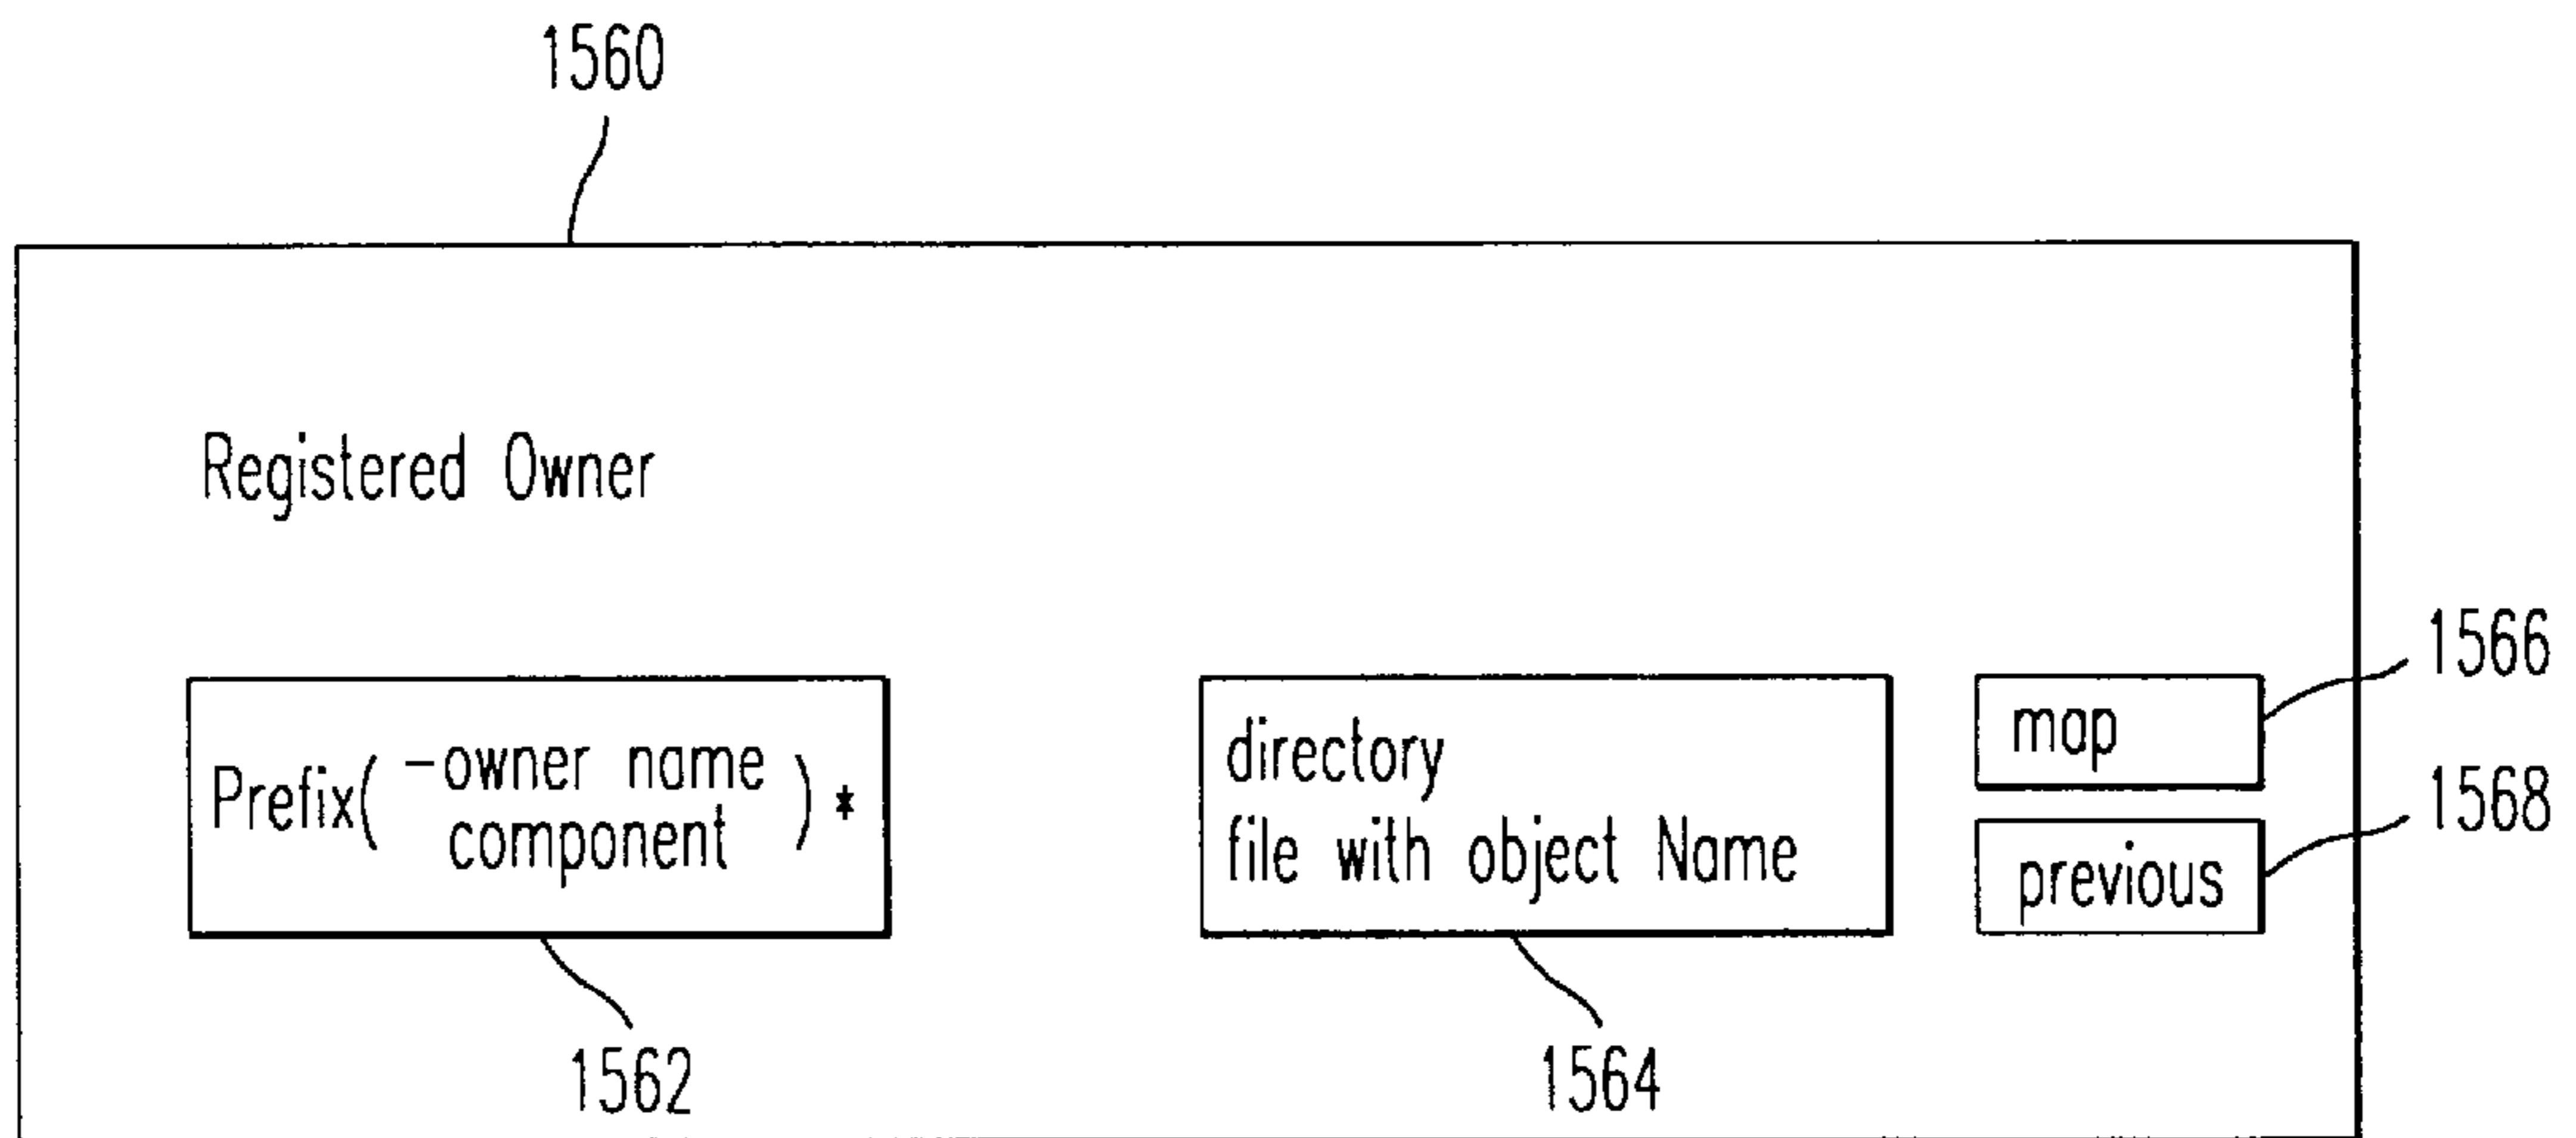 1560
Registered Owner
1566
map
1568
previous
Prefix( -owner name component )*
directory
file with object Name
1562
1564